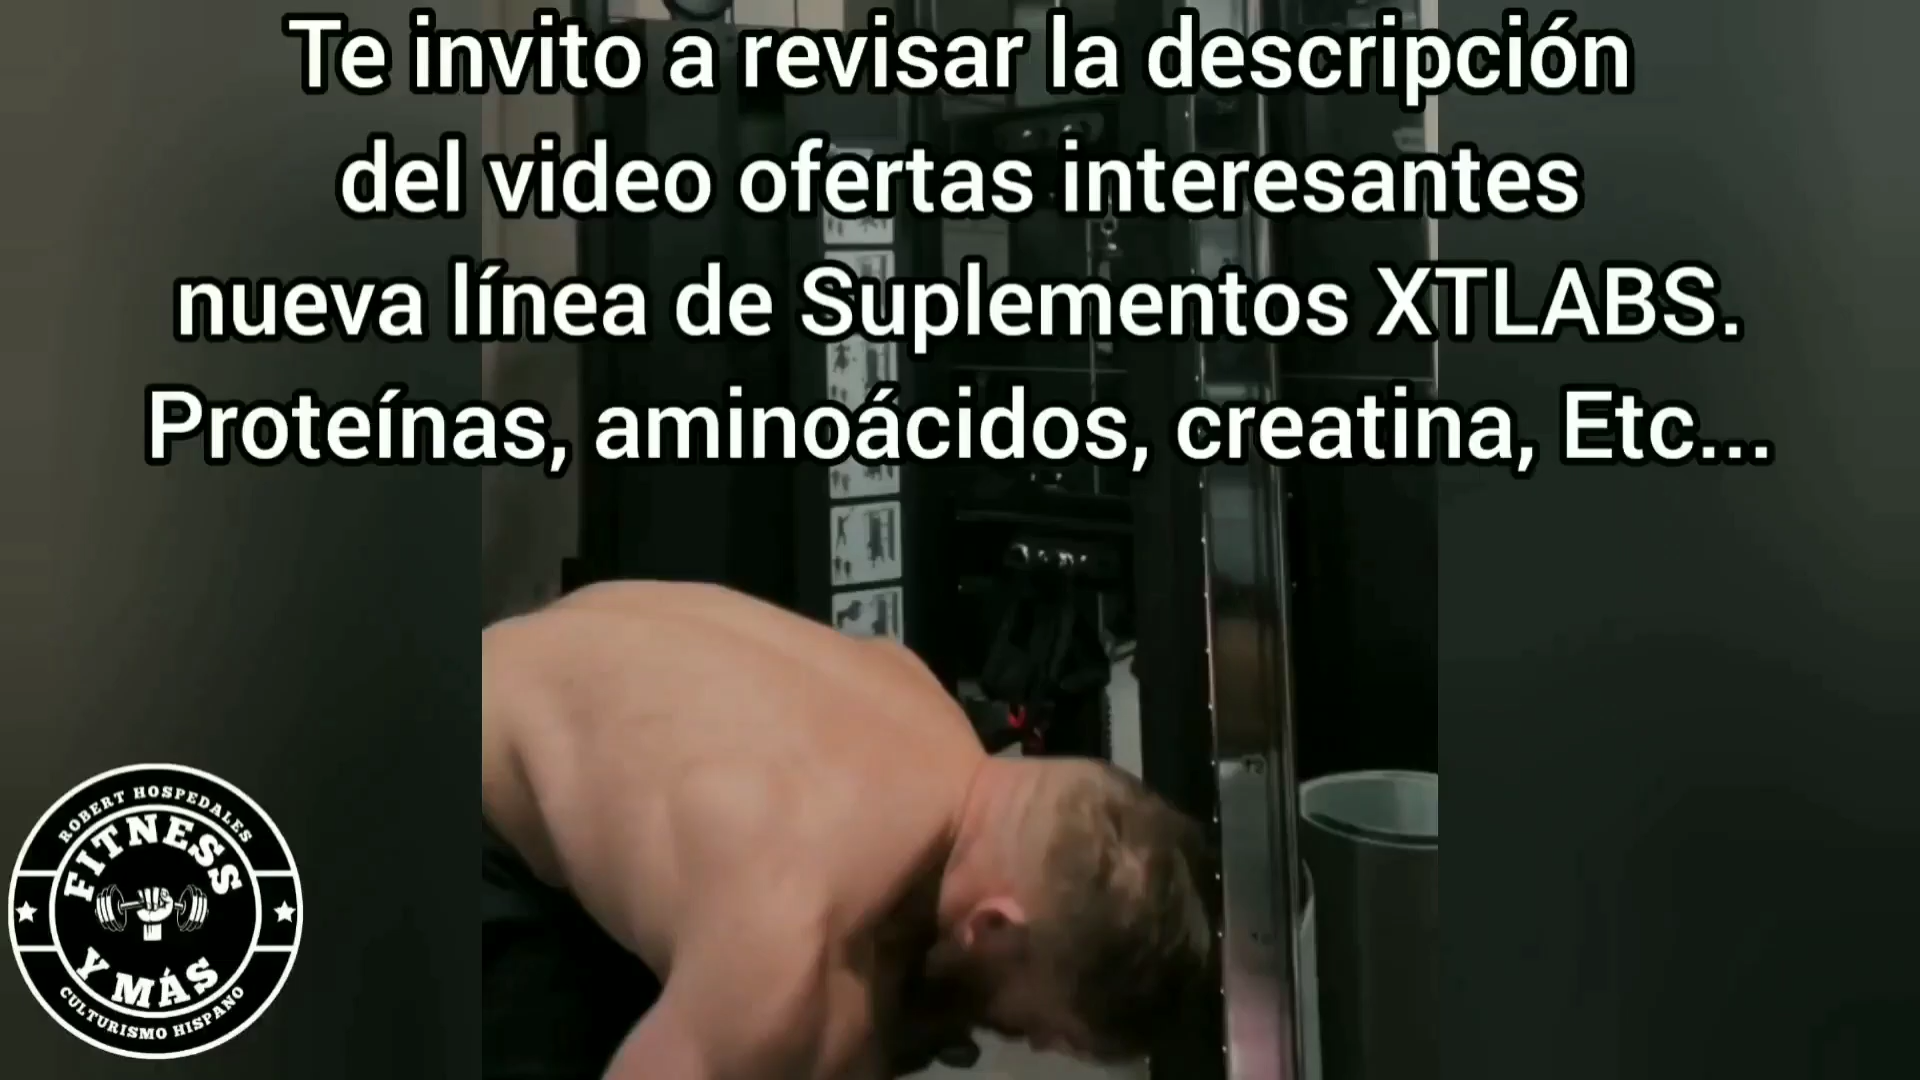 Te invito a revisar la descripción
del video ofertas interesantes
nueva línea de Suplementos XTLABS.
Proteínas, aminoácidos, creatina, Etc...
ROBERT HOSPEDALES
FITNESS
Y MÁS
CULTURISMO HISPANO